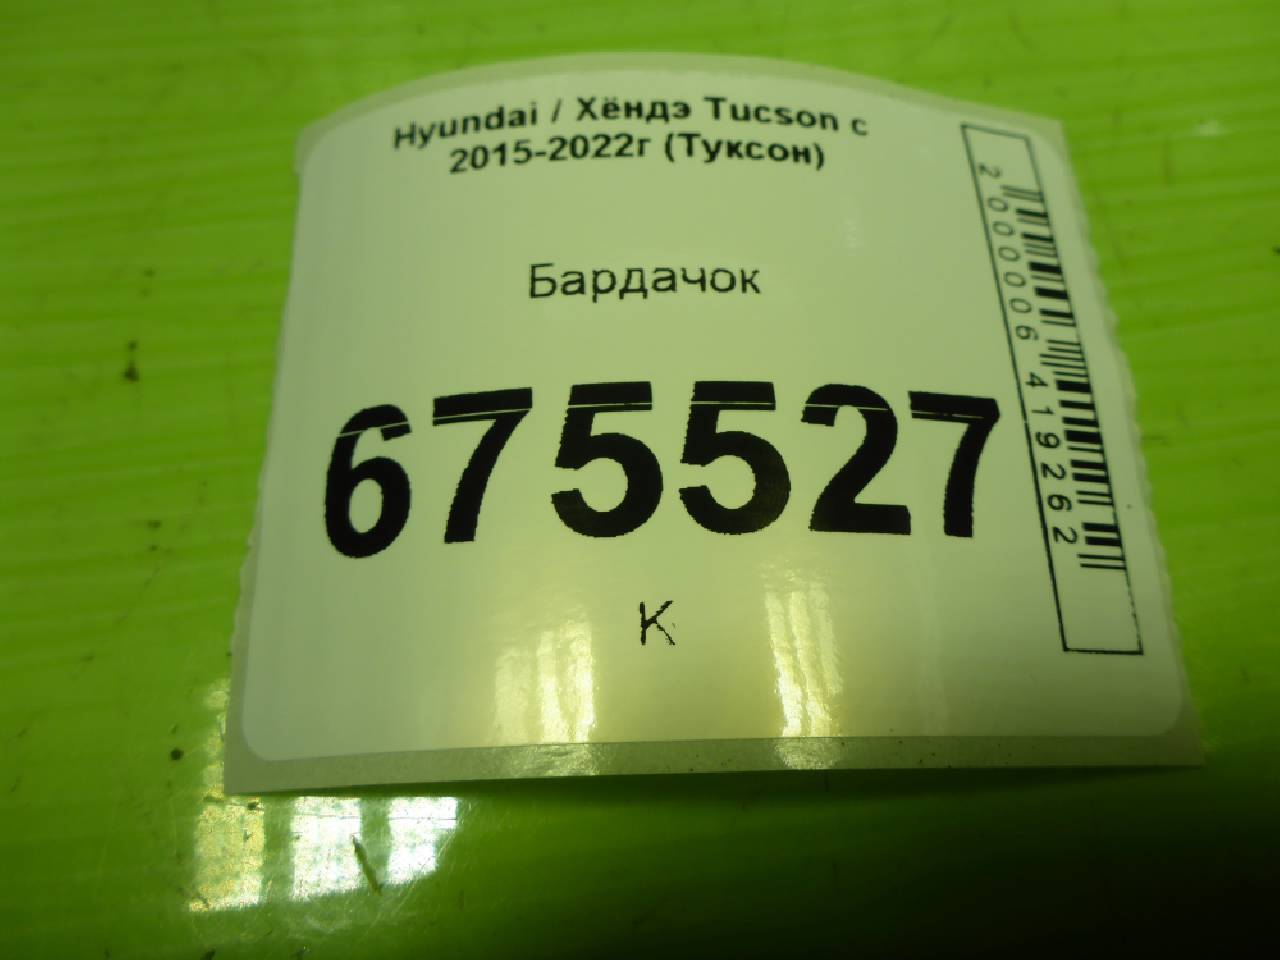 Hyundai / Хёндэ Tucson с
2015-2022г (Туксон)
Бардачок
675527
К
2000006419262